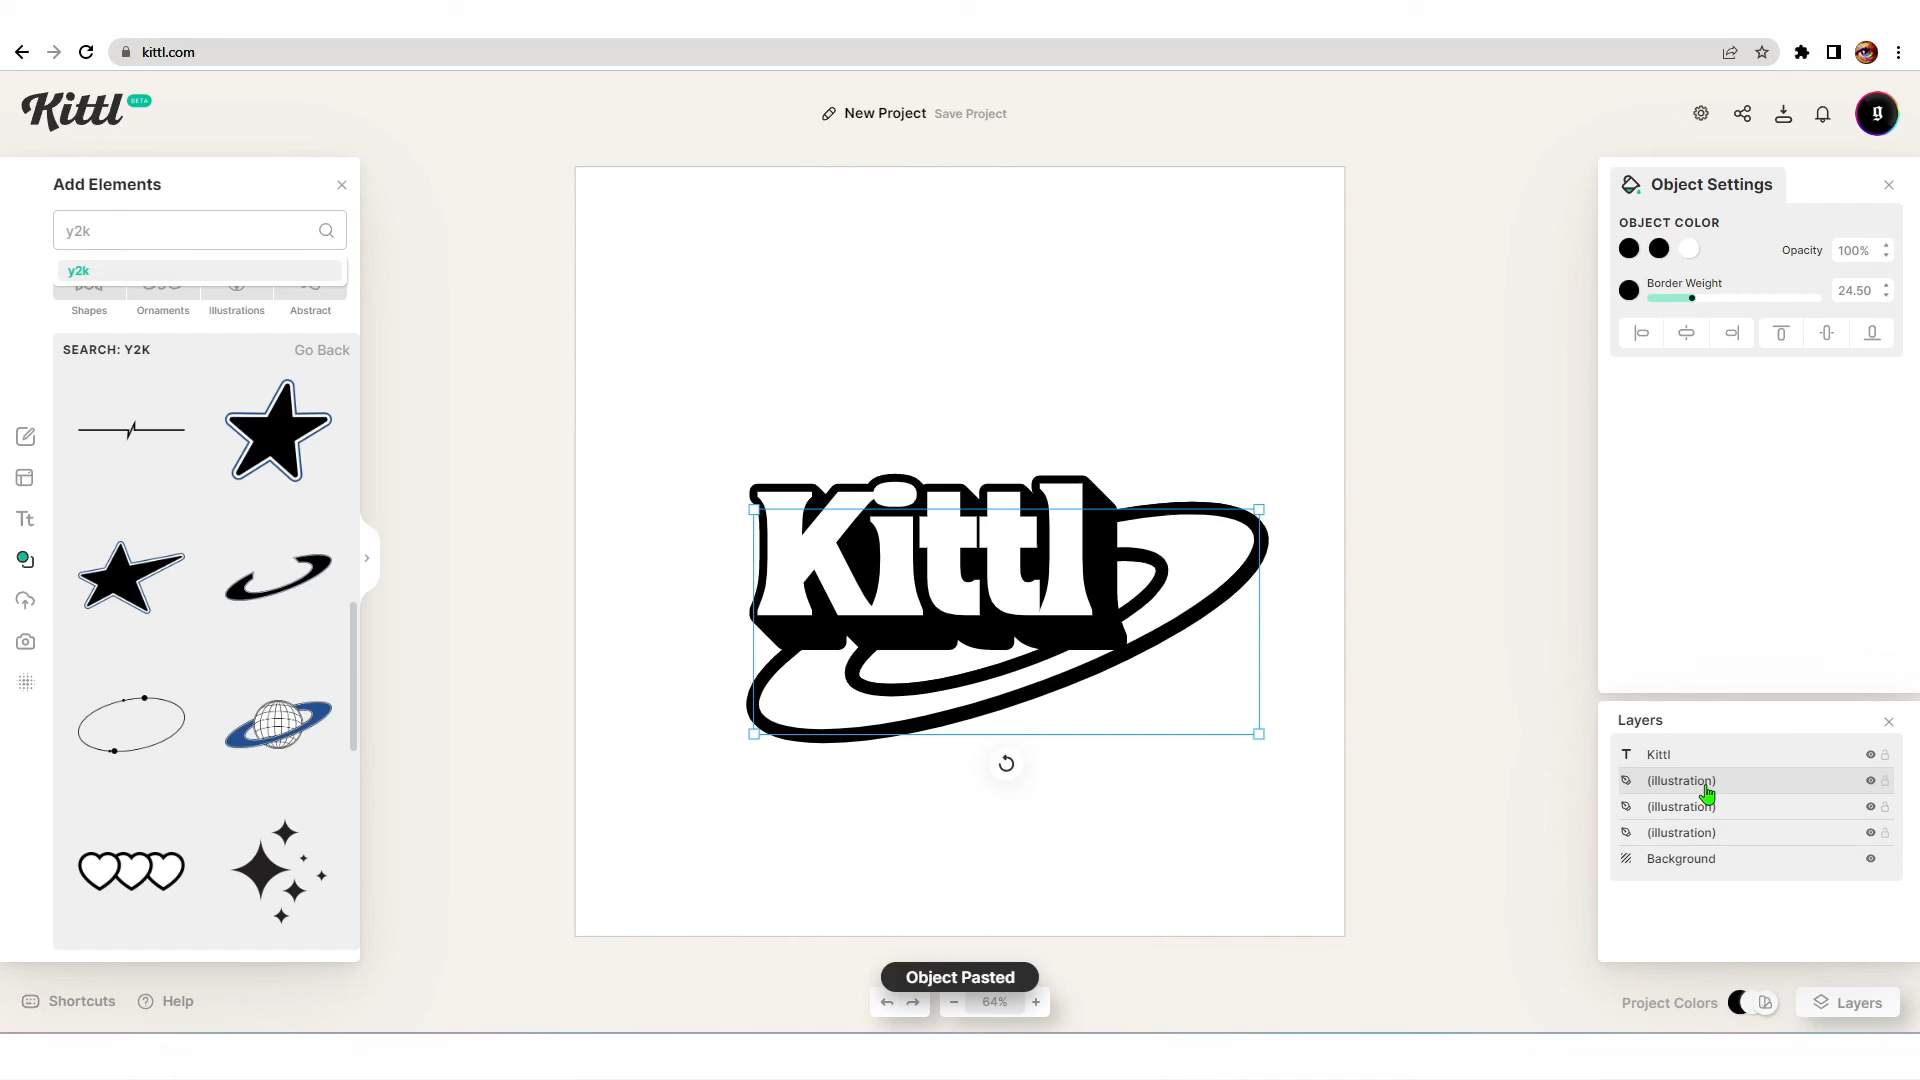 kittl.com
Kittl BETA
New Project Save Project
g
Add Elements
y2k
y2k
Shapes Ornaments Illustrations Abstract
SEARCH: Y2K Go Back
Tt
Kittl
Object Settings
OBJECT COLOR
Opacity 100%
Border Weight 24.50
Layers
T Kittl
(illustration)
(illustration)
(illustration)
Background
Object Pasted
64%
Shortcuts Help
Project Colors Layers